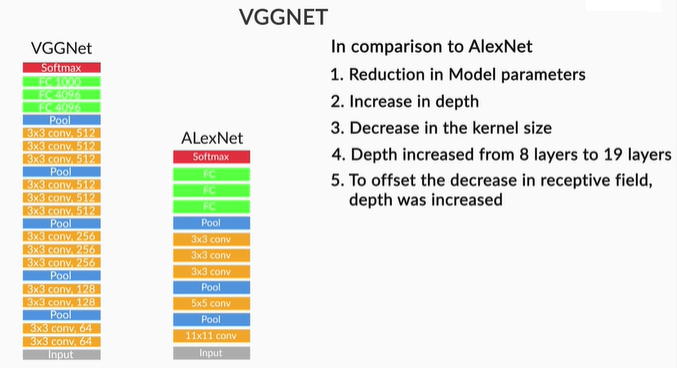 VGGNET
VGGNet
Softmax
FC 1000
FC 4096
FC 4096
Pool
3x3 conv, 512
3x3 conv, 512
3x3 conv, 512
Pool
3x3 conv, 512
3x3 conv, 512
3x3 conv, 512
Pool
3x3 conv, 256
3x3 conv, 256
3x3 conv, 256
Pool
3x3 conv, 128
3x3 conv, 128
Pool
3x3 conv, 64
3x3 conv, 64
Input
ALexNet
Softmax
FC
FC
FC
Pool
3x3 conv
3x3 conv
3x3 conv
Pool
5x5 conv
Pool
11x11 conv
Input
In comparison to AlexNet
1. Reduction in Model parameters
2. Increase in depth
3. Decrease in the kernel size
4. Depth increased from 8 layers to 19 layers
5. To offset the decrease in receptive field,
depth was increased